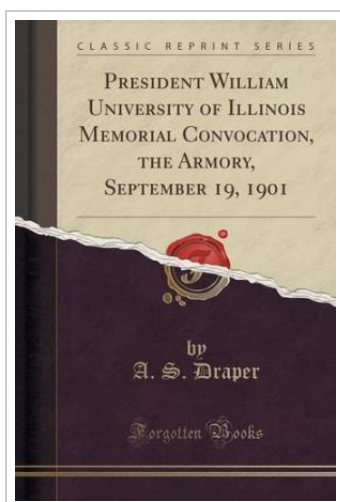 CLASSIC REPRINT SERIES
PRESIDENT WILLIAM
UNIVERSITY OF ILLINOIS
MEMORIAL CONVOCATION,
THE ARMORY,
SEPTEMBER 19, 1901
by
A. S. Draper
Forgotten Books